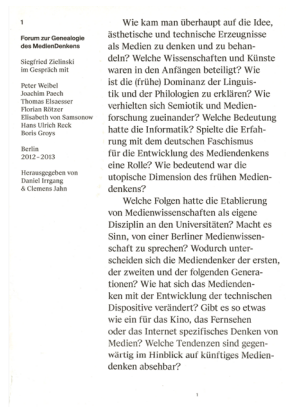 1
Forum zur Genealogie
des MedienDenkens
Siegfried Zielinski
im Gespräch mit
Peter Weibel
Joachim Paech
Thomas Elsaesser
Florian Rötzer
Elisabeth von Samsonow
Hans Ulrich Reck
Boris Groys
Berlin
2012–2013
Herausgegeben von
Daniel Irrgang
& Clemens Jahn
Wie kam man überhaupt auf die Idee,
ästhetische und technische Erzeugnisse
als Medien zu denken und zu behan-
deln? Welche Wissenschaften und Künste
waren in den Anfängen beteiligt? Wie
ist die (frühe) Dominanz der Linguis-
tik und der Philologien zu erklären? Wie
verhielten sich Semiotik und Medien-
forschung zueinander? Welche Bedeutung
hatte die Informatik? Spielte die Erfah-
rung mit dem deutschen Faschismus
für die Entwicklung des Mediendenkens
eine Rolle? Wie bedeutend war die
utopische Dimension des frühen Medien-
denkens?
Welche Folgen hatte die Etablierung
von Medienwissenschaften als eigene
Disziplin an den Universitäten? Macht es
Sinn, von einer Berliner Medienwissen-
schaft zu sprechen? Wodurch unter-
scheiden sich die Mediendenker der ersten,
der zweiten und der folgenden Genera-
tionen? Wie hat sich das Mediendenken
ken mit der Entwicklung der technischen
Dispositive verändert? Gibt es so etwas
wie ein für das Kino, das Fernsehen
oder das Internet spezifisches Denken von
Medien? Welche Tendenzen sind gegen-
wärtig im Hinblick auf künftiges Medien-
denken absehbar?
1